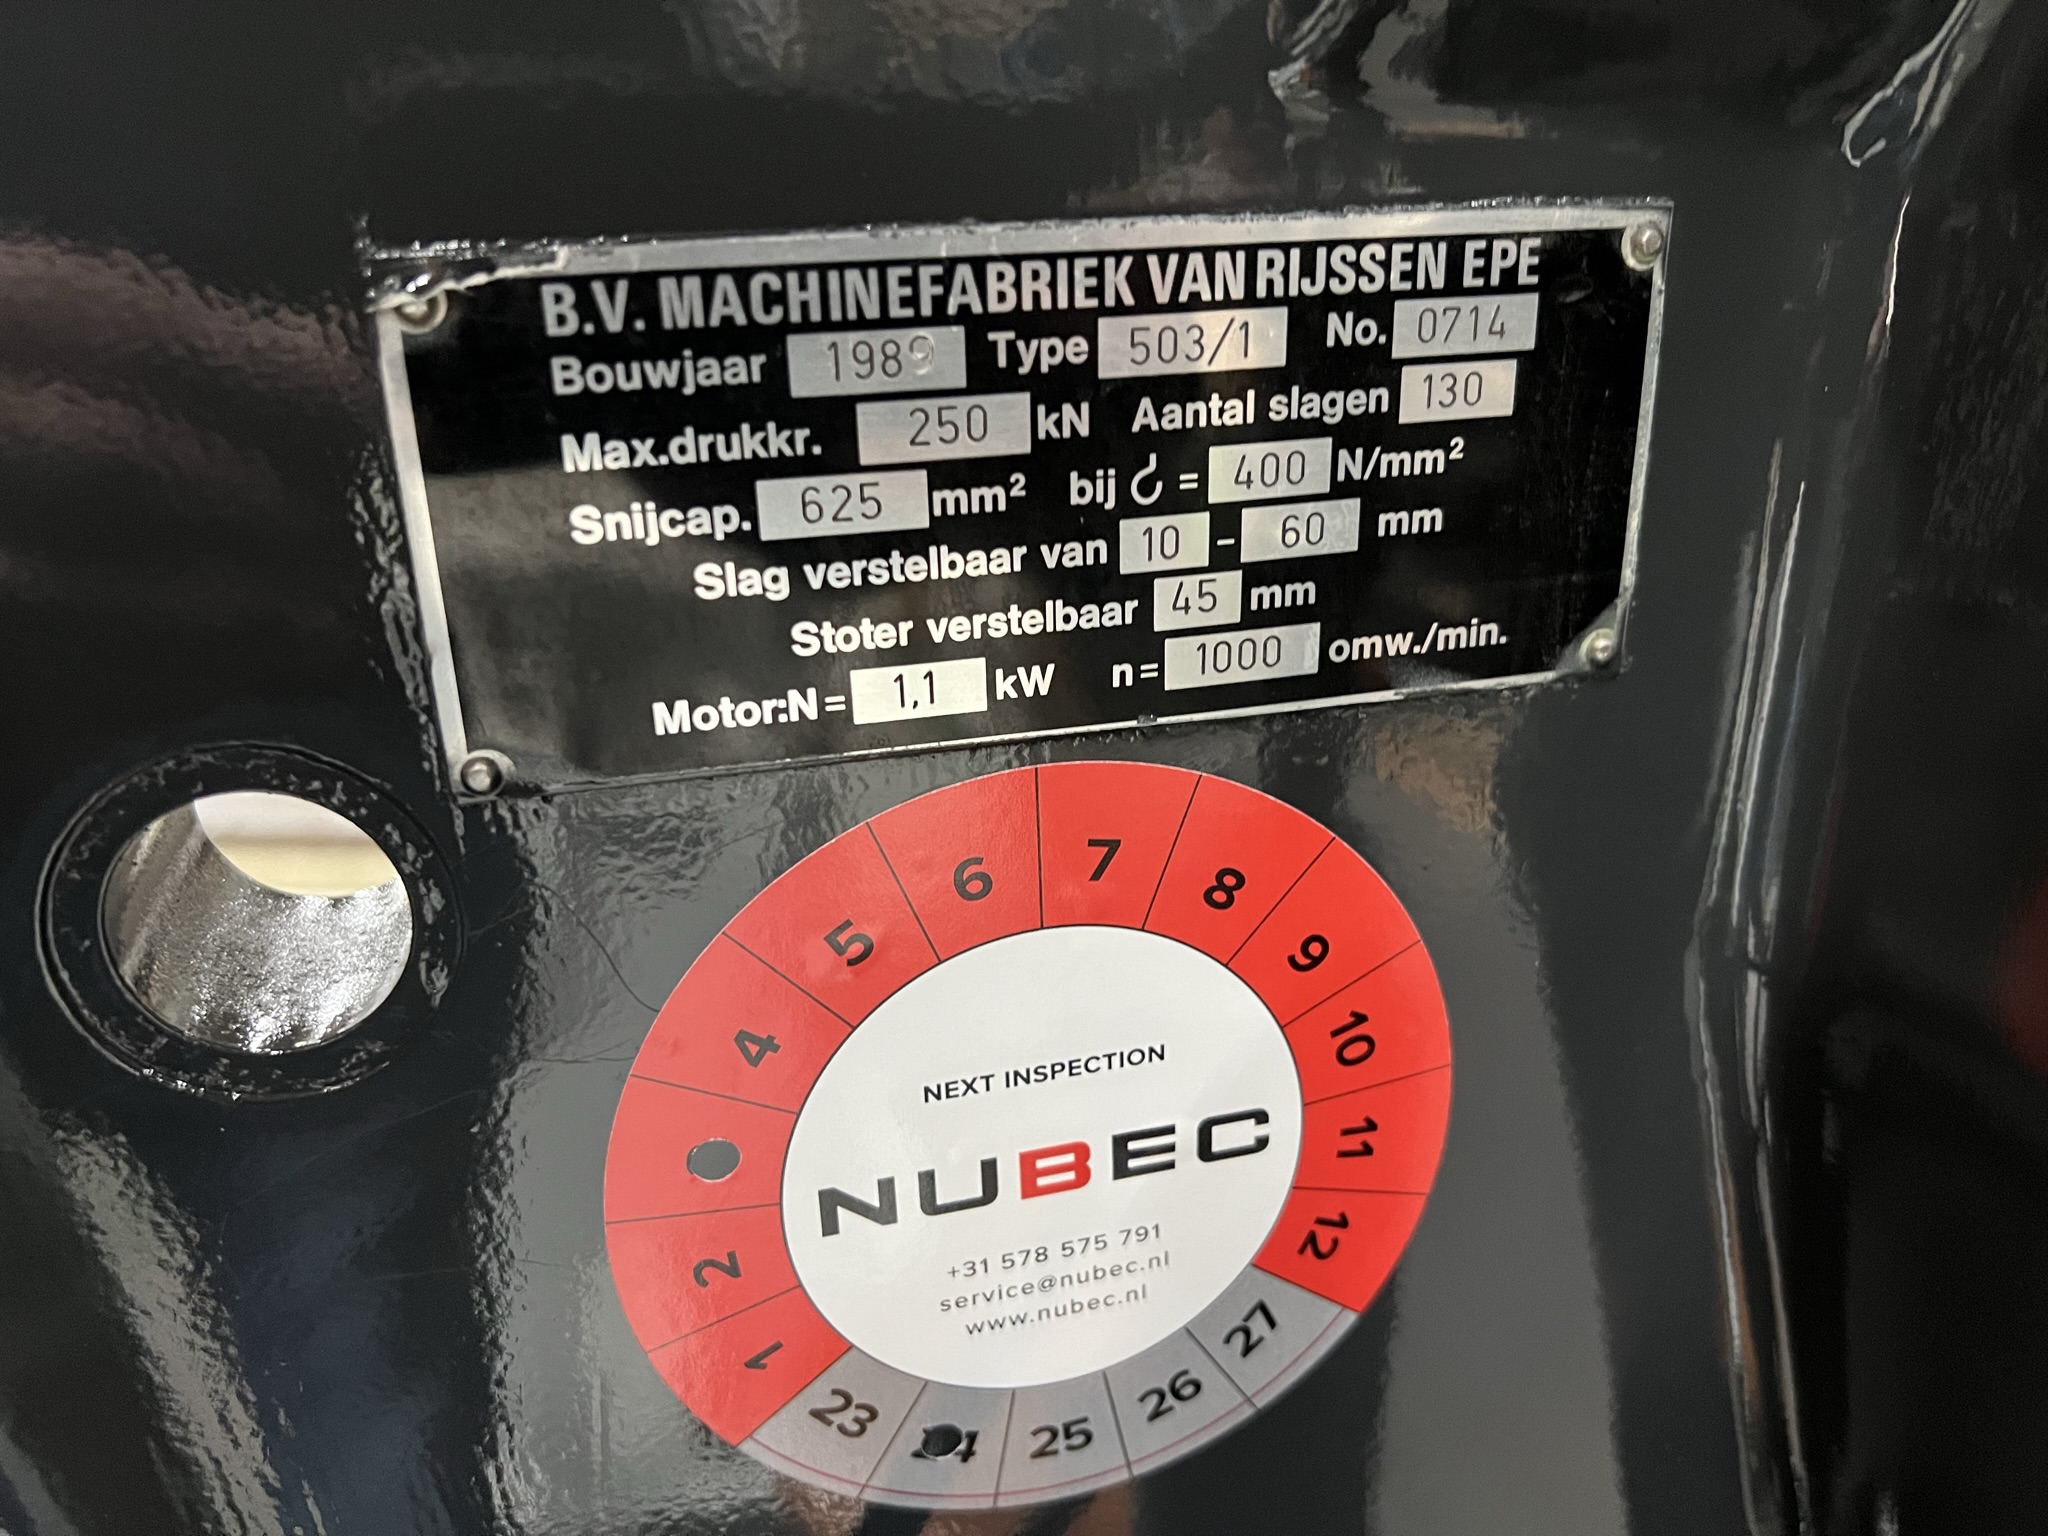 B.V. MACHINEFABRIEK VAN RIJSSEN EPE
Bouwjaar 1989 Type 503/1 No. 0714
Max.drukkr. 250 kN Aantal slagen 130
Snijcap. 625 mm² bij = 400 N/mm²
Slag verstelbaar van 10 - 60 mm
Stoter verstelbaar 45 mm
Motor:N= 1,1 kW n= 1000 omw./min.
1 2 4 5 6 7 8 9 10 11 12
NEXT INSPECTION
NUBEC
+31 578 575 791
service@nubec.nl
www.nubec.nl
23 25 26 27